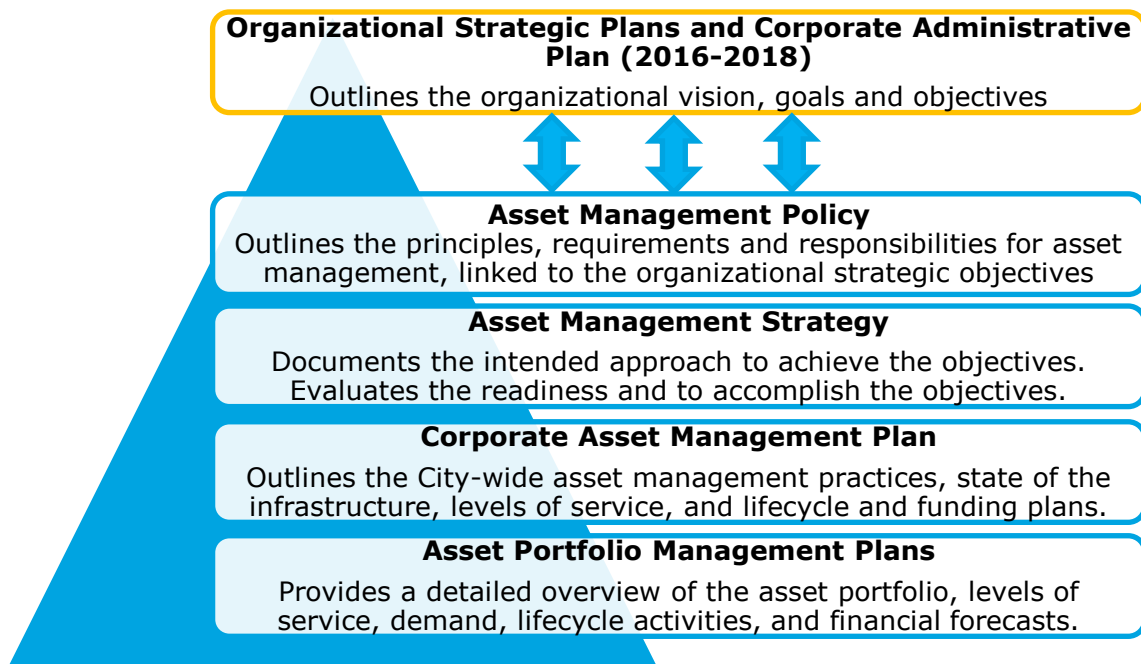 Organizational Strategic Plans and Corporate Administrative
Plan (2016-2018)
Outlines the organizational vision, goals and objectives
Asset Management Policy
Outlines the principles, requirements and responsibilities for asset
management, linked to the organizational strategic objectives
Asset Management Strategy
Documents the intended approach to achieve the objectives.
Evaluates the readiness and to accomplish the objectives.
Corporate Asset Management Plan
Outlines the City-wide asset management practices, state of the
infrastructure, levels of service, and lifecycle and funding plans.
Asset Portfolio Management Plans
Provides a detailed overview of the asset portfolio, levels of
service, demand, lifecycle activities, and financial forecasts.